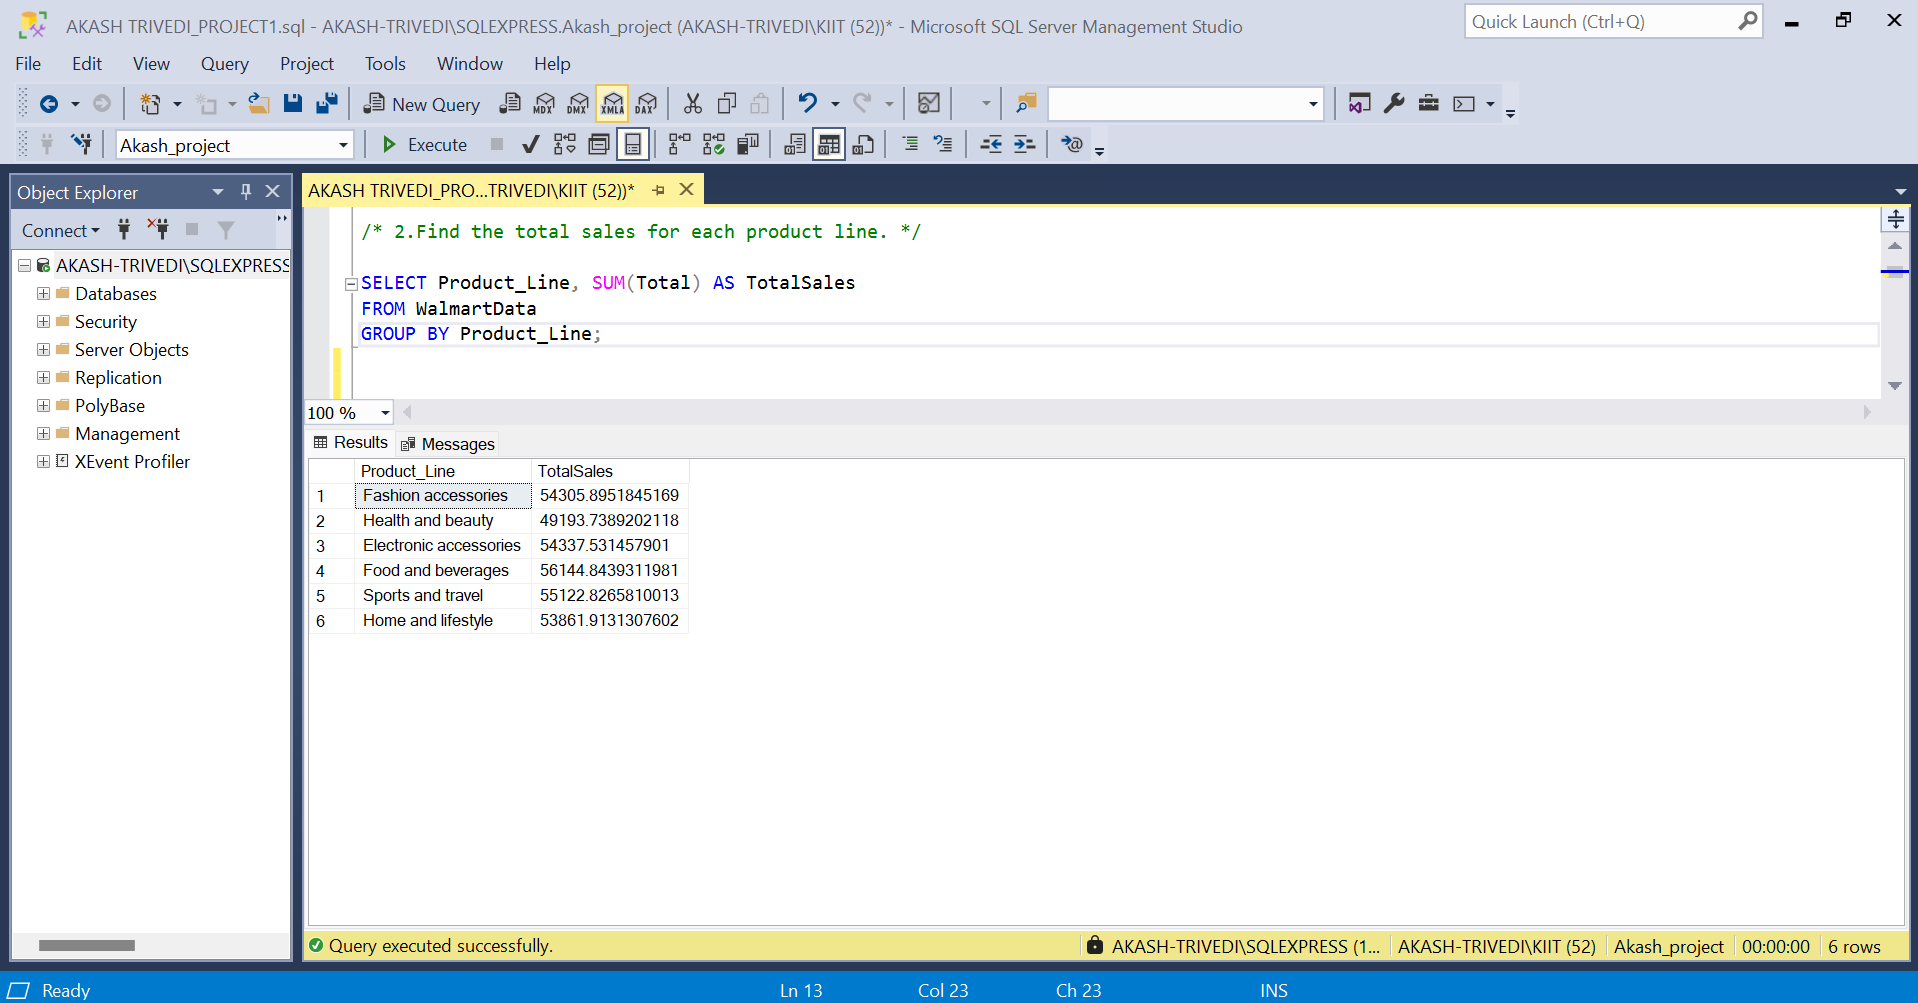 AKASH TRIVEDI_PROJECT1.sql - AKASH-TRIVEDI\SQLEXPRESS.Akash_project (AKASH-TRIVEDI\KIIT (52))* - Microsoft SQL Server Management Studio
Quick Launch (Ctrl+Q)
File Edit View Query Project Tools Window Help
New Query MDX DMX XMLA DAX
Akash_project Execute
Object Explorer
Connect
AKASH-TRIVEDI\SQLEXPRESS
Databases
Security
Server Objects
Replication
PolyBase
Management
XEvent Profiler
AKASH TRIVEDI_PRO...TRIVEDI\KIIT (52))*
/* 2.Find the total sales for each product line. */
SELECT Product_Line, SUM(Total) AS TotalSales
FROM WalmartData
GROUP BY Product_Line;
100 %
Results Messages
Product_Line TotalSales
1 Fashion accessories 54305.8951845169
2 Health and beauty 49193.7389202118
3 Electronic accessories 54337.531457901
4 Food and beverages 56144.8439311981
5 Sports and travel 55122.8265810013
6 Home and lifestyle 53861.9131307602
Query executed successfully. AKASH-TRIVEDI\SQLEXPRESS (1... AKASH-TRIVEDI\KIIT (52) Akash_project 00:00:00 6 rows
Ready Ln 13 Col 23 Ch 23 INS